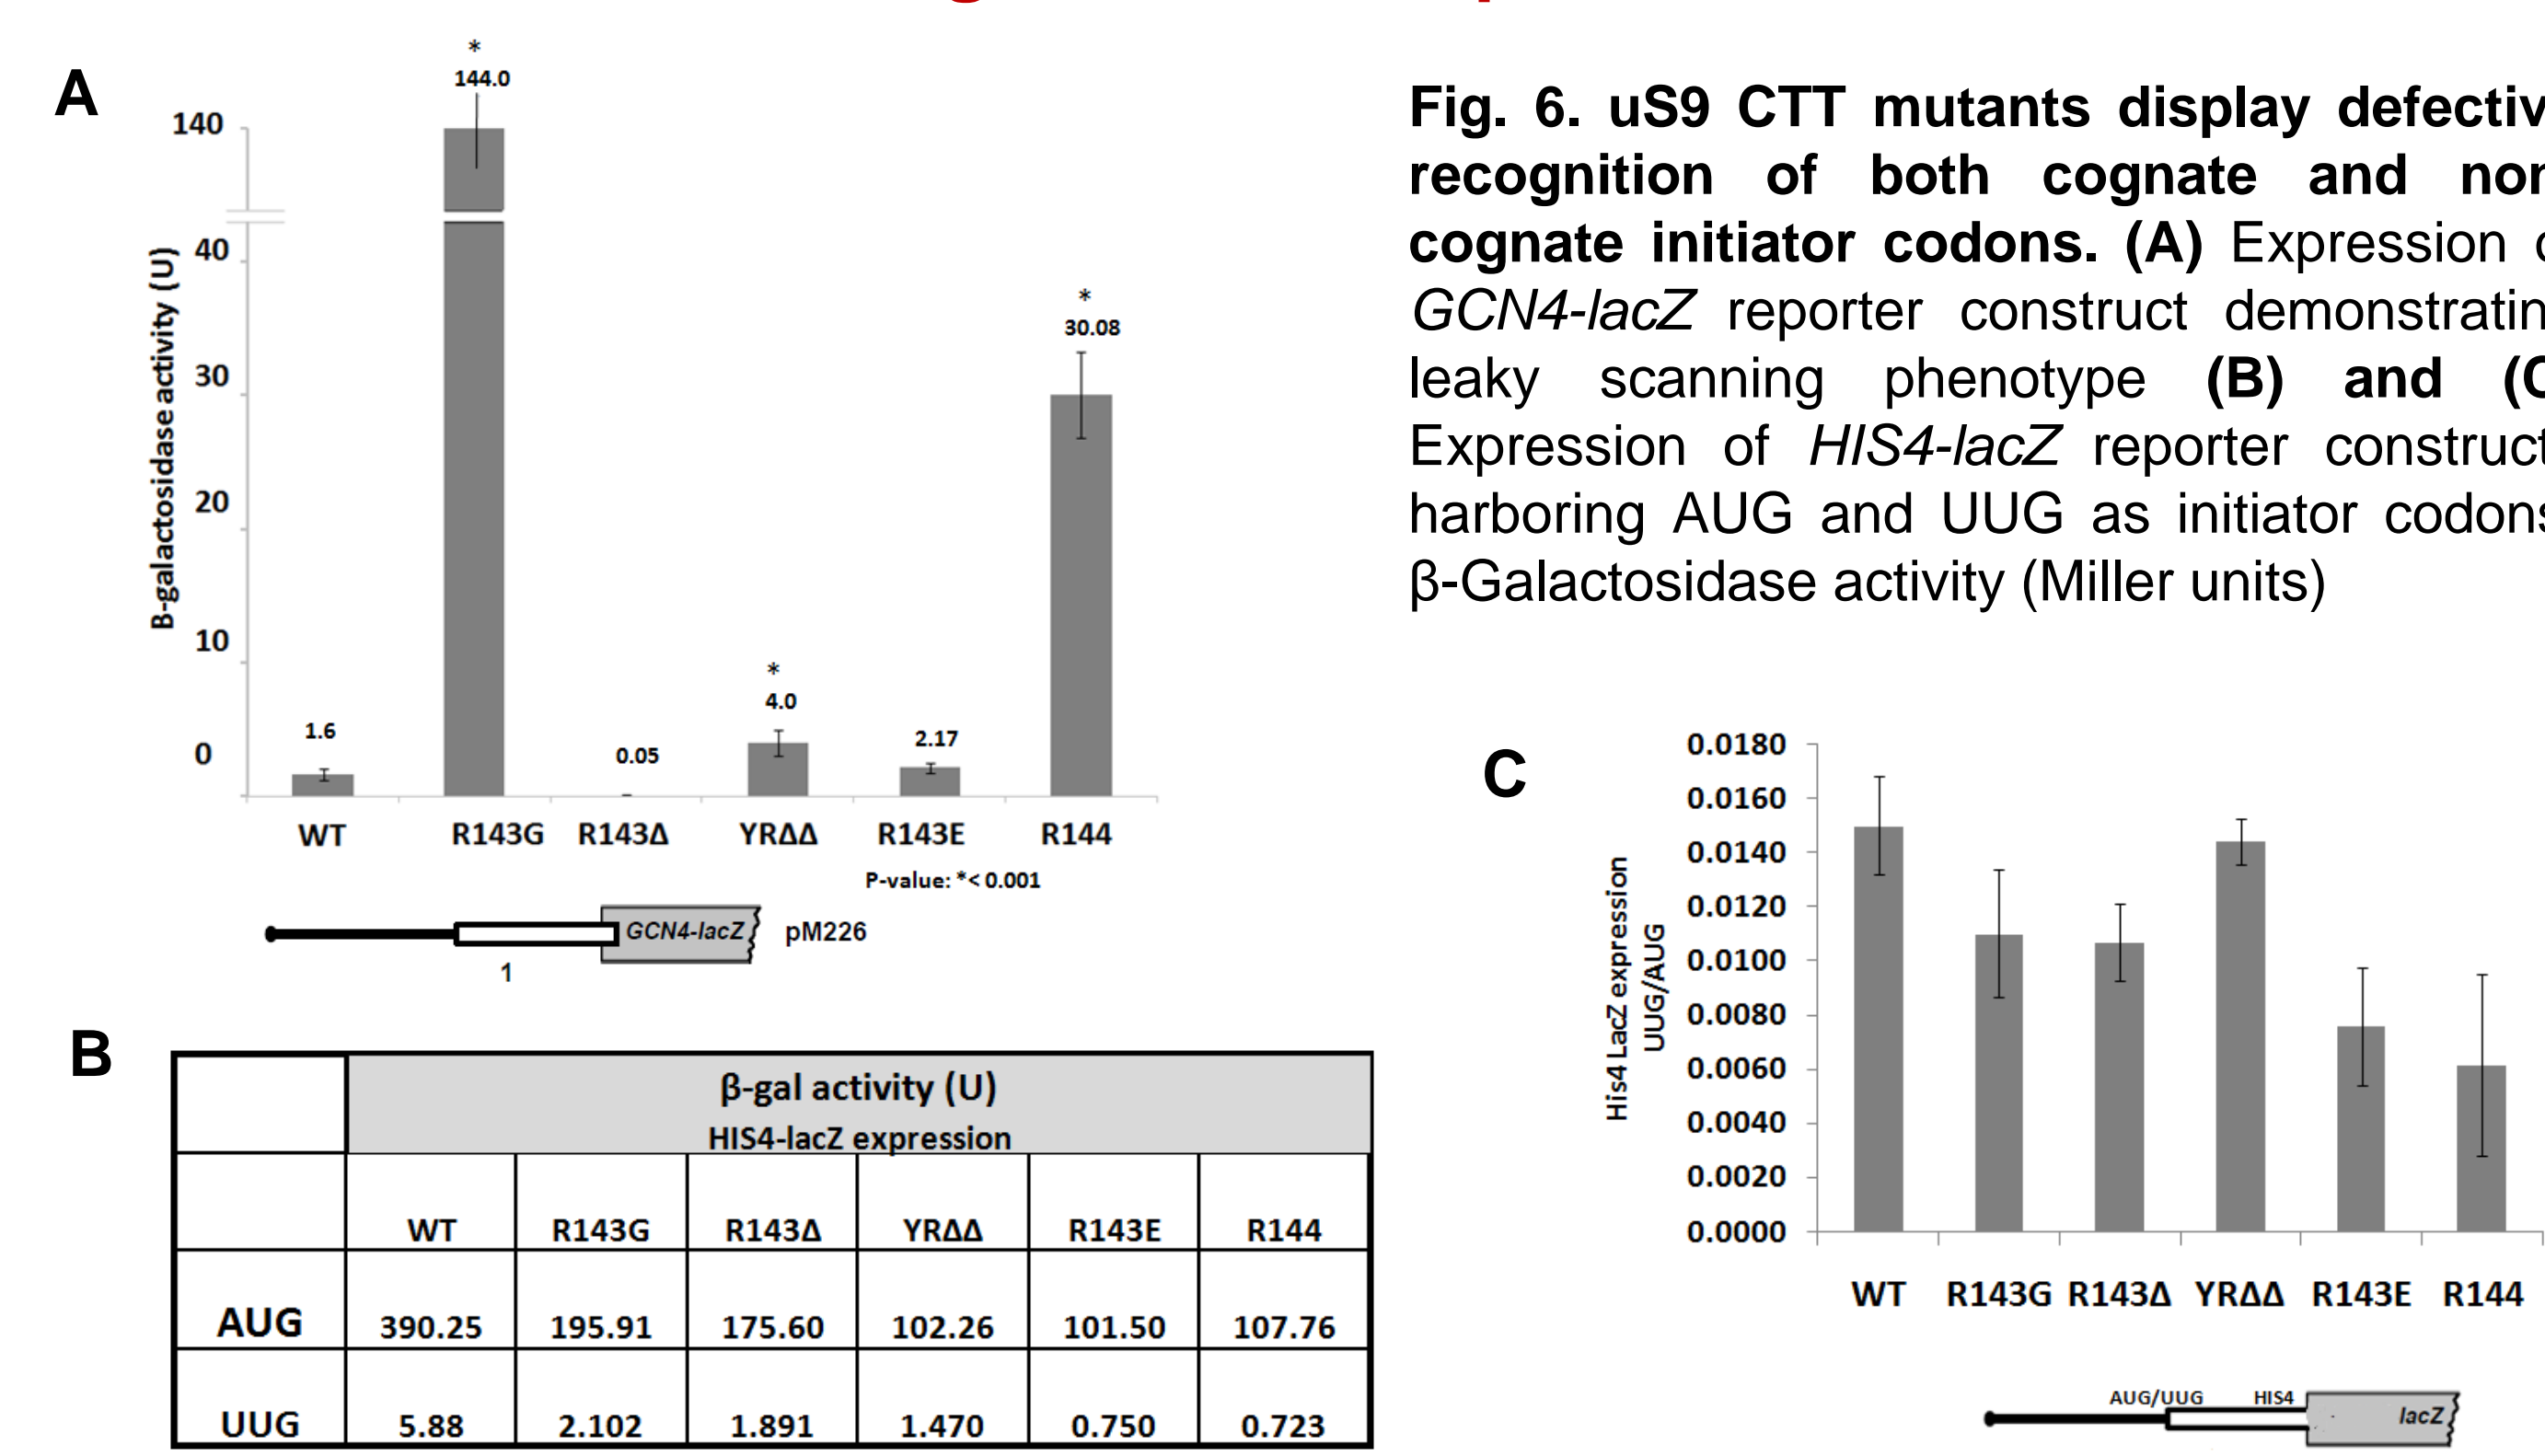 A
*
144.0
140
40
30
20
10
0
B-galactosidase activity (U)
*
30.08
*
4.0
1.6
0.05
2.17
WT R143G R143Δ YRΔΔ R143E R144
P-value: *< 0.001
GCN4-lacZ pM226
1
Fig. 6. uS9 CTT mutants display defectiv
recognition of both cognate and non
cognate initiator codons. (A) Expression o
GCN4-lacZ reporter construct demonstratin
leaky scanning phenotype (B) and (C
Expression of HIS4-lacZ reporter construct
harboring AUG and UUG as initiator codons
β-Galactosidase activity (Miller units)
B
β-gal activity (U)
HIS4-lacZ expression
WT R143G R143Δ YRΔΔ R143E R144
AUG 390.25 195.91 175.60 102.26 101.50 107.76
UUG 5.88 2.102 1.891 1.470 0.750 0.723
C
His4 LacZ expression
UUG/AUG
0.0180
0.0160
0.0140
0.0120
0.0100
0.0080
0.0060
0.0040
0.0020
0.0000
WT R143G R143Δ YRΔΔ R143E R144
AUG/UUG HIS4
lacZ